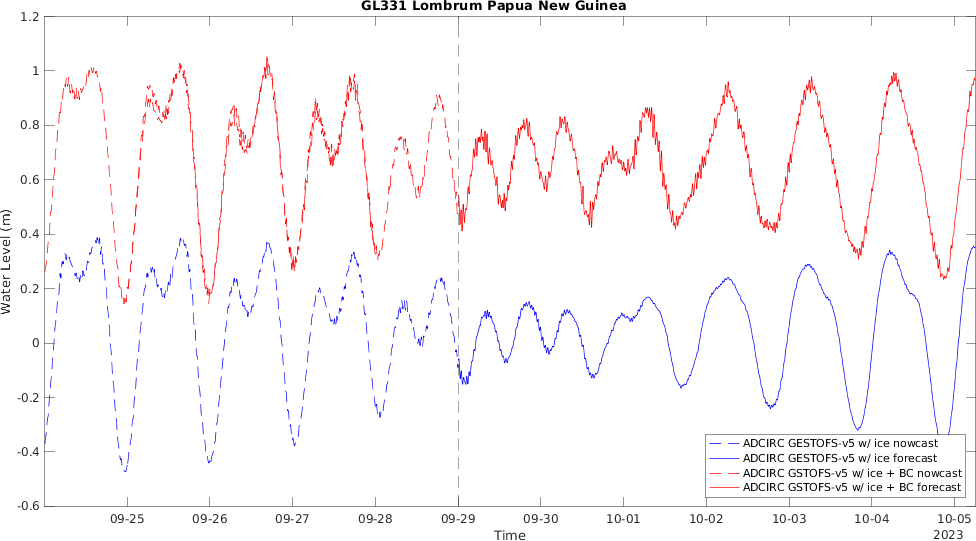 GL331 Lombrum Papua New Guinea
1.2
1
0.8
0.6
0.4
0.2
0
-0.2
-0.4
-0.6
Water Level (m)
ADCIRC GESTOFS-v5 w/ ice nowcast
ADCIRC GESTOFS-v5 w/ ice forecast
ADCIRC GSTOFS-v5 w/ ice + BC nowcast
ADCIRC GSTOFS-v5 w/ ice + BC forecast
09-25 09-26 09-27 09-28 09-29 09-30 10-01 10-02 10-03 10-04 10-05
Time
2023